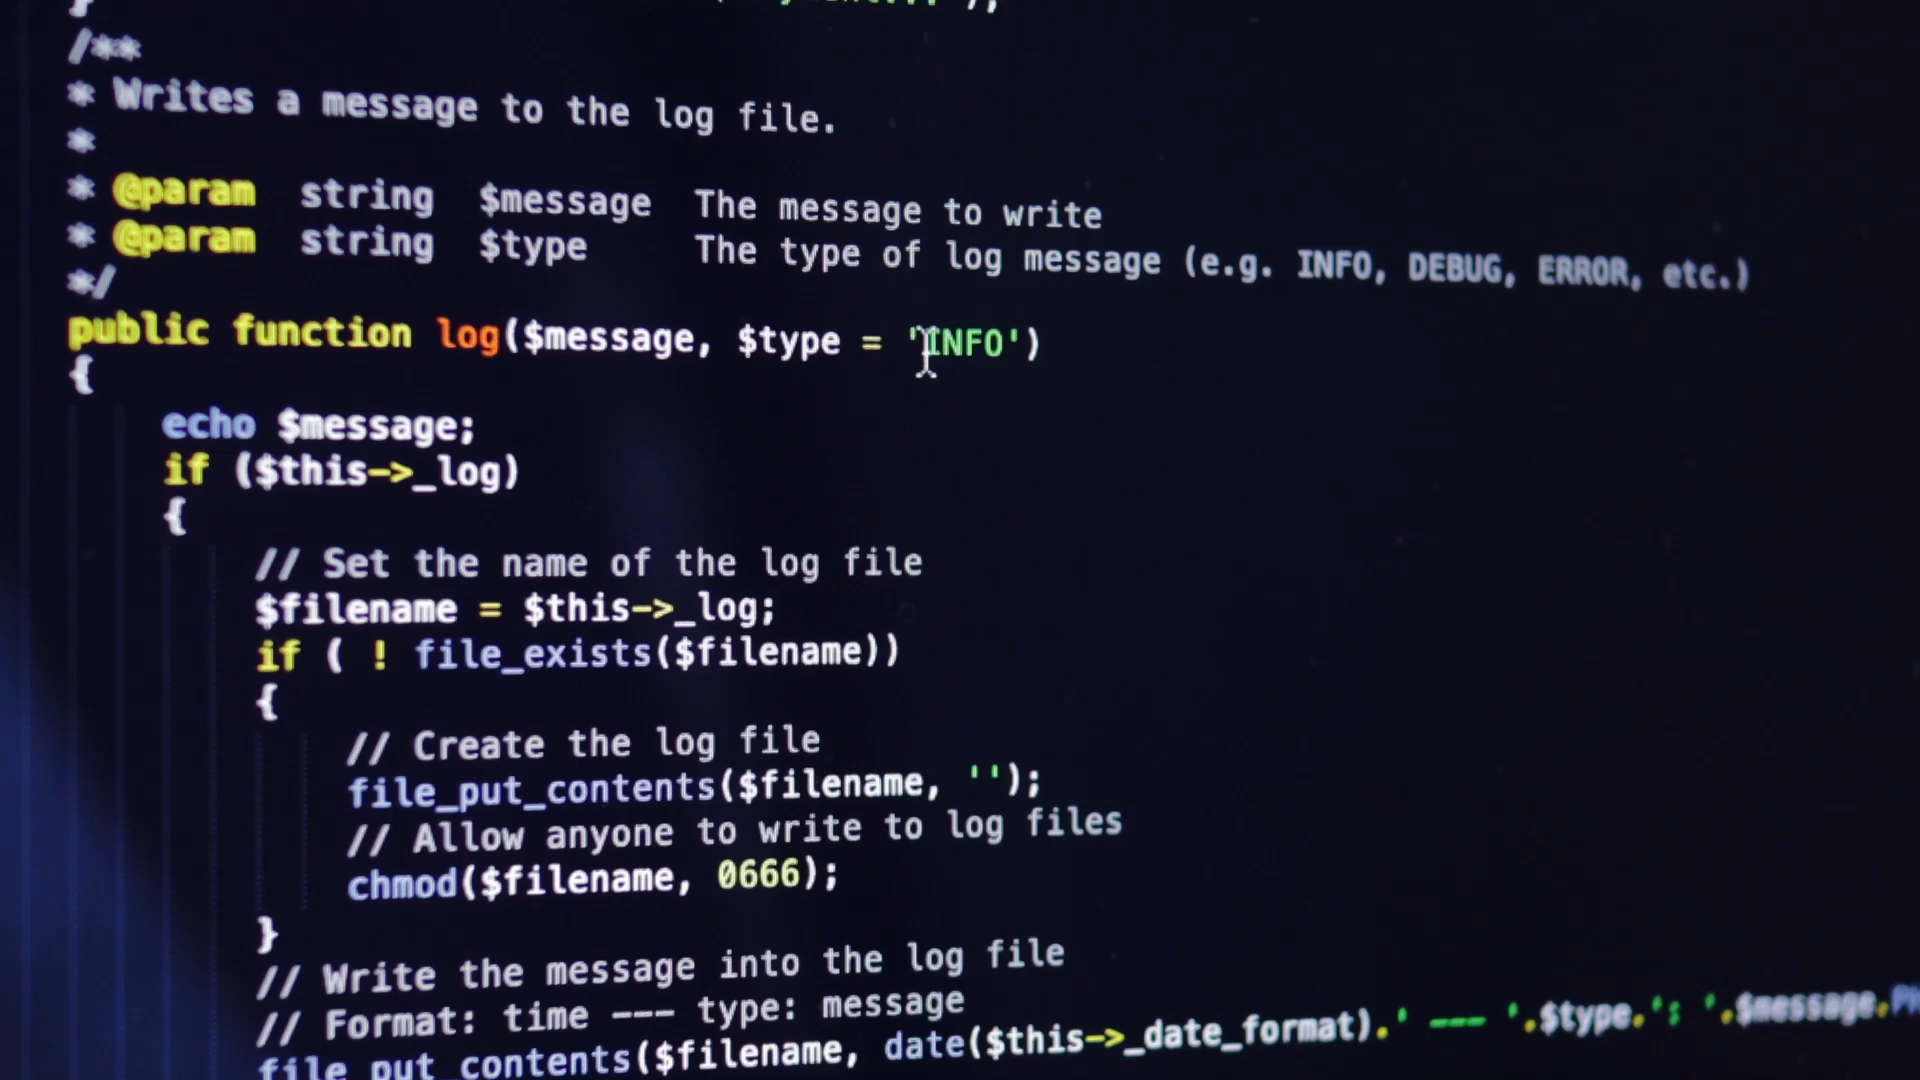 }
/**
* Writes a message to the log file.
*
* @param string $message The message to write
* @param string $type The type of log message (e.g. INFO, DEBUG, ERROR, etc.)
*/
public function log($message, $type = 'INFO')
{
echo $message;
if ($this->_log)
{
// Set the name of the log file
$filename = $this->_log;
if ( ! file_exists($filename))
{
// Create the log file
file_put_contents($filename, '');
// Allow anyone to write to log files
chmod($filename, 0666);
}
// Write the message into the log file
// Format: time --- type: message
file_put_contents($filename, date($this->_date_format).' --- '.$type.': '.$message.